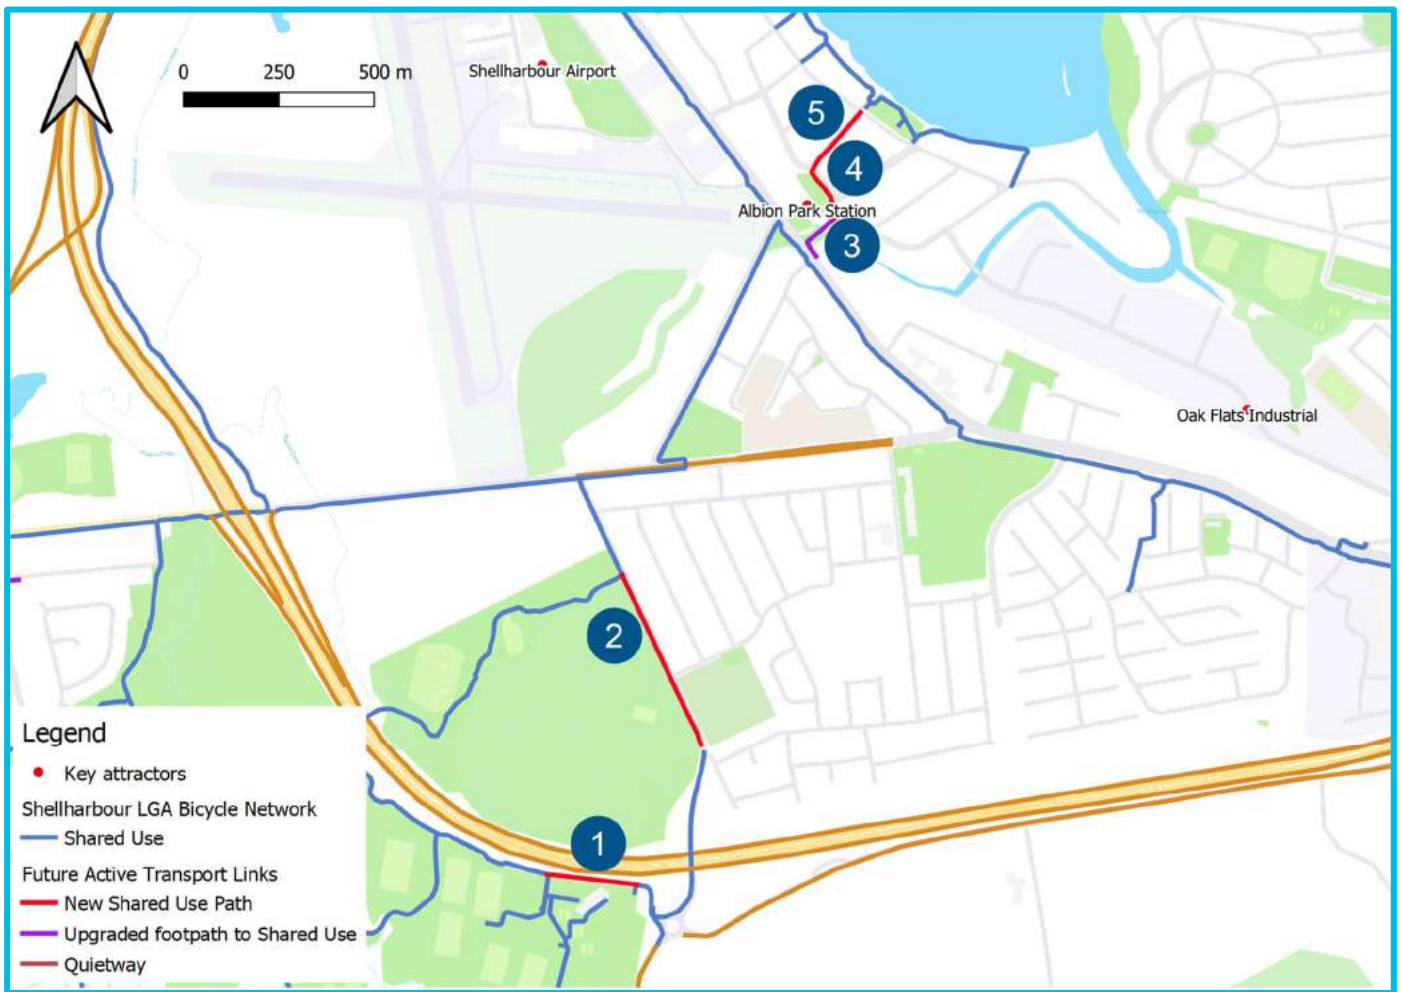 0 250 500 m
Shellharbour Airport
5
4
Albion Park Station
3
Oak Flats Industrial
2
1
Legend
Key attractors
Shellharbour LGA Bicycle Network
Shared Use
Future Active Transport Links
New Shared Use Path
Upgraded footpath to Shared Use
Quietway